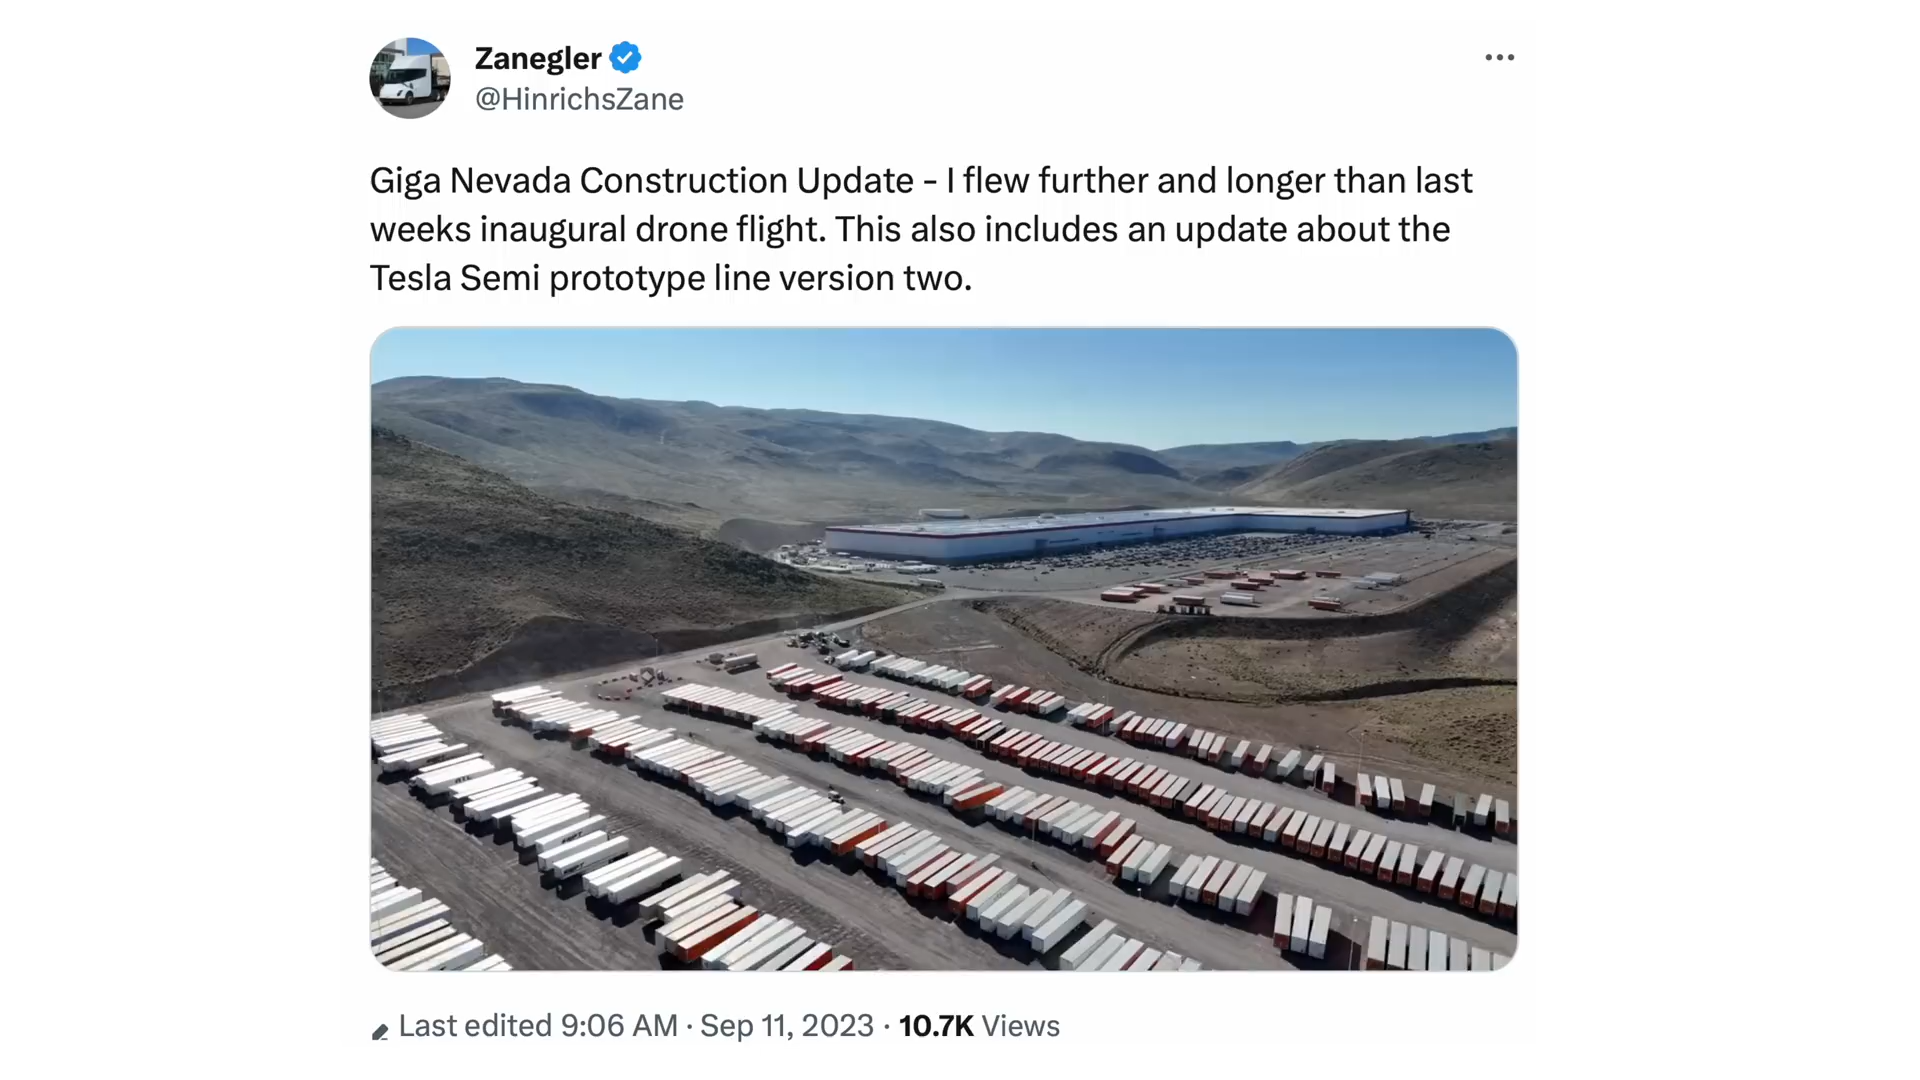 Zanegler
@HinrichsZane
Giga Nevada Construction Update - I flew further and longer than last
weeks inaugural drone flight. This also includes an update about the
Tesla Semi prototype line version two.
Last edited 9:06 AM · Sep 11, 2023 · 10.7K Views